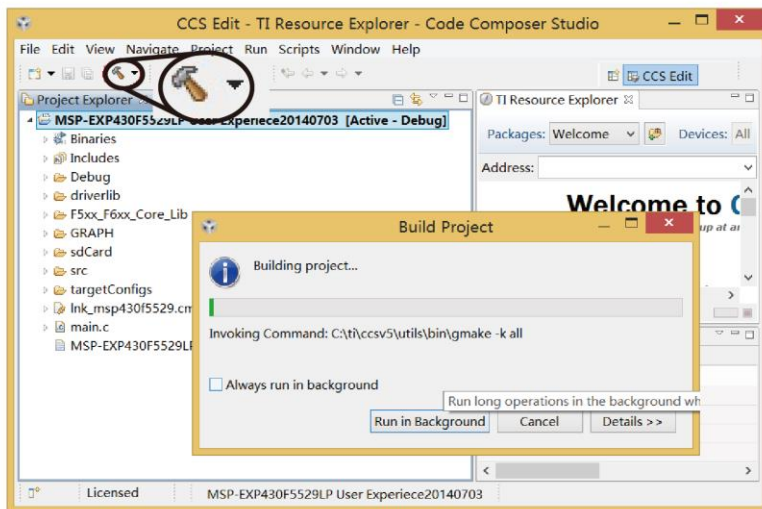 CCS Edit - TI Resource Explorer - Code Composer Studio
File Edit View Navigate Project Run Scripts Window Help
CCS Edit
Project Explorer
TI Resource Explorer
MSP-EXP430F5529LP User Experiece20140703 [Active - Debug]
Packages: Welcome Devices: All
Binaries
Includes
Address:
Debug
driverlib
Welcome to
F5xx_F6xx_Core_Lib
GRAPH
Build Project
up at
sdCard
src
Building project...
targetConfigs
lnk_msp430f5529.cm
main.c
Invoking Command: C:\ti\ccsv5\utils\bin\gmake -k all
MSP-EXP430F5529LP
Always run in background
Run long operations in the background wh
Run in Background Cancel Details >>
Licensed MSP-EXP430F5529LP User Experiece20140703